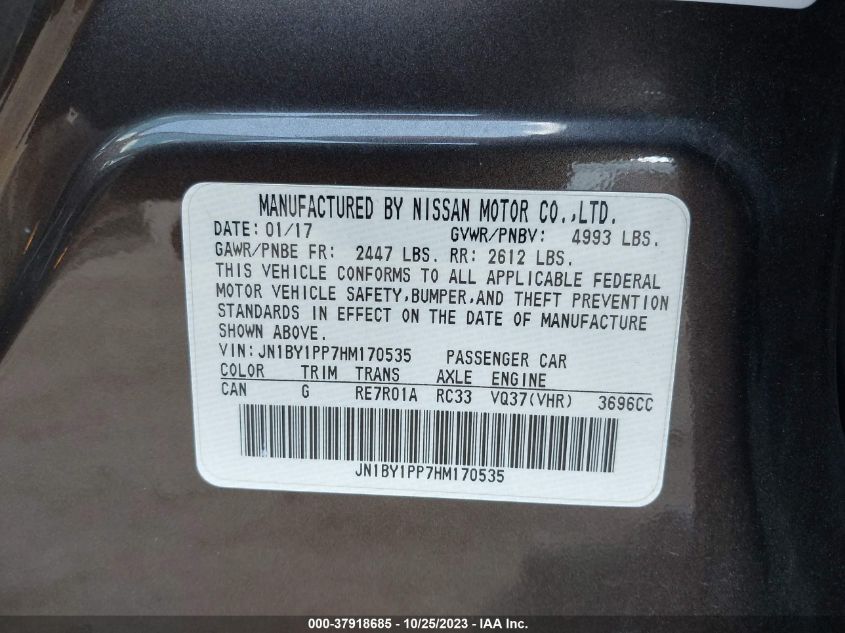 MANUFACTURED BY NISSAN MOTOR CO.,LTD.
DATE: 01/17 GVWR/PNBV: 4993 LBS.
GAWR/PNBE FR: 2447 LBS. RR: 2612 LBS.
THIS VEHICLE CONFORMS TO ALL APPLICABLE FEDERAL
MOTOR VEHICLE SAFETY,BUMPER,AND THEFT PREVENTION
STANDARDS IN EFFECT ON THE DATE OF MANUFACTURE
SHOWN ABOVE.
VIN:JN1BY1PP7HM170535 PASSENGER CAR
COLOR TRIM TRANS AXLE ENGINE
CAN G RE7R01A RC33 VQ37(VHR) 3696CC
JN1BY1PP7HM170535
000-37918685 - 10/25/2023 - IAA Inc.